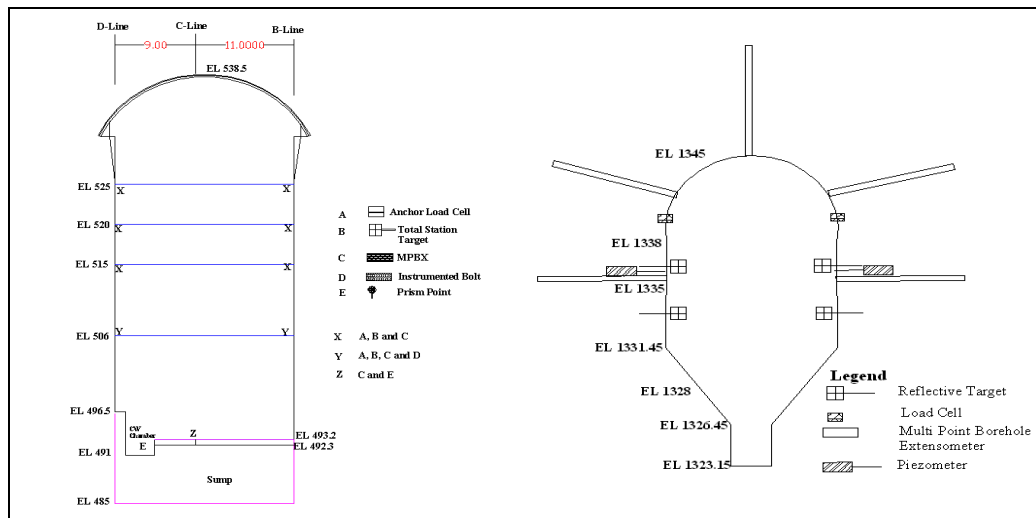 D-Line
C-Line
B-Line
9.00
11.0000
EL 538.5
EL 525
X
X
EL 520
X
X
EL 515
X
X
EL 506
Y
Y
EL 496.5
CW
Chamber
E
Z
EL 493.2
EL 492.3
EL 491
Sump
EL 485
A Anchor Load Cell
B Total Station
Target
C MPBX
D Instrumented Bolt
E Prism Point
X A, B and C
Y A, B, C and D
Z C and E
EL 1345
EL 1338
EL 1335
EL 1331.45
EL 1328
EL 1326.45
EL 1323.15
Legend
Reflective Target
Load Cell
Multi Point Borehole
Extensometer
Piezometer